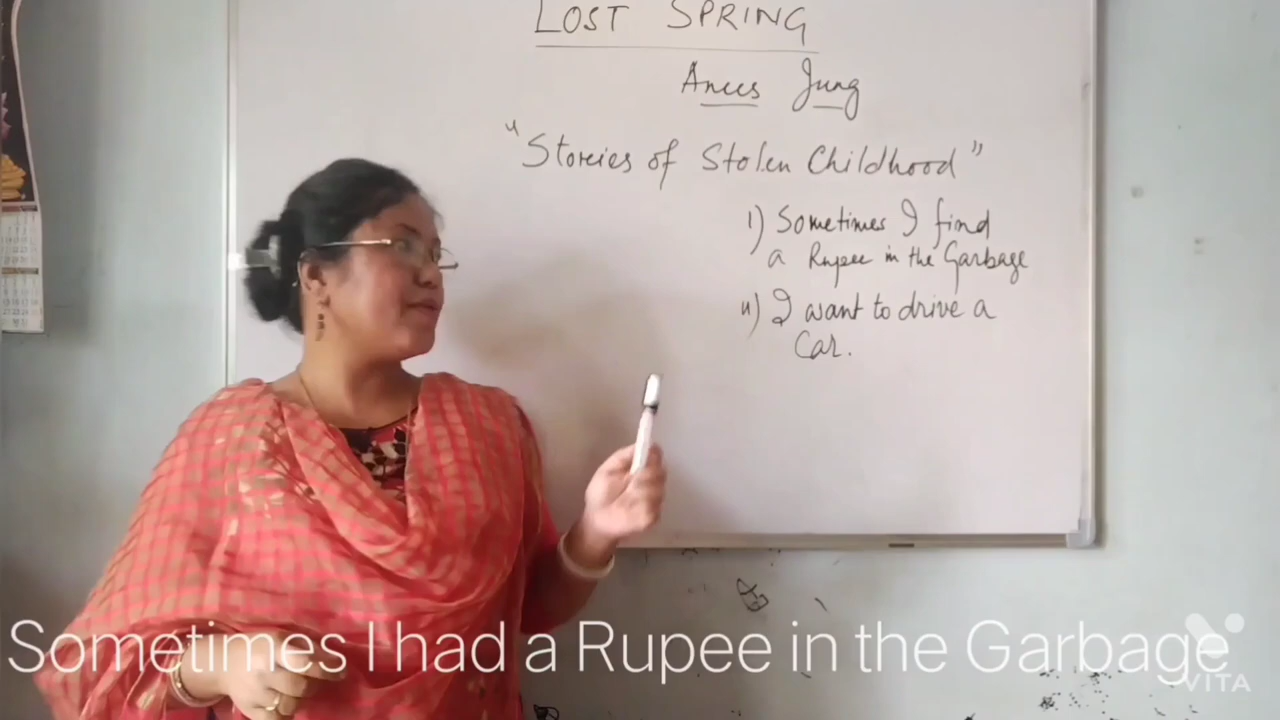 LOST SPRING
Anees Jung
"Stories of Stolen Childhood"
i) Sometimes I find
a Rupee in the Garbage
ii) I want to drive a
Car.
Sometimes I had a Rupee in the Garbage
VITA